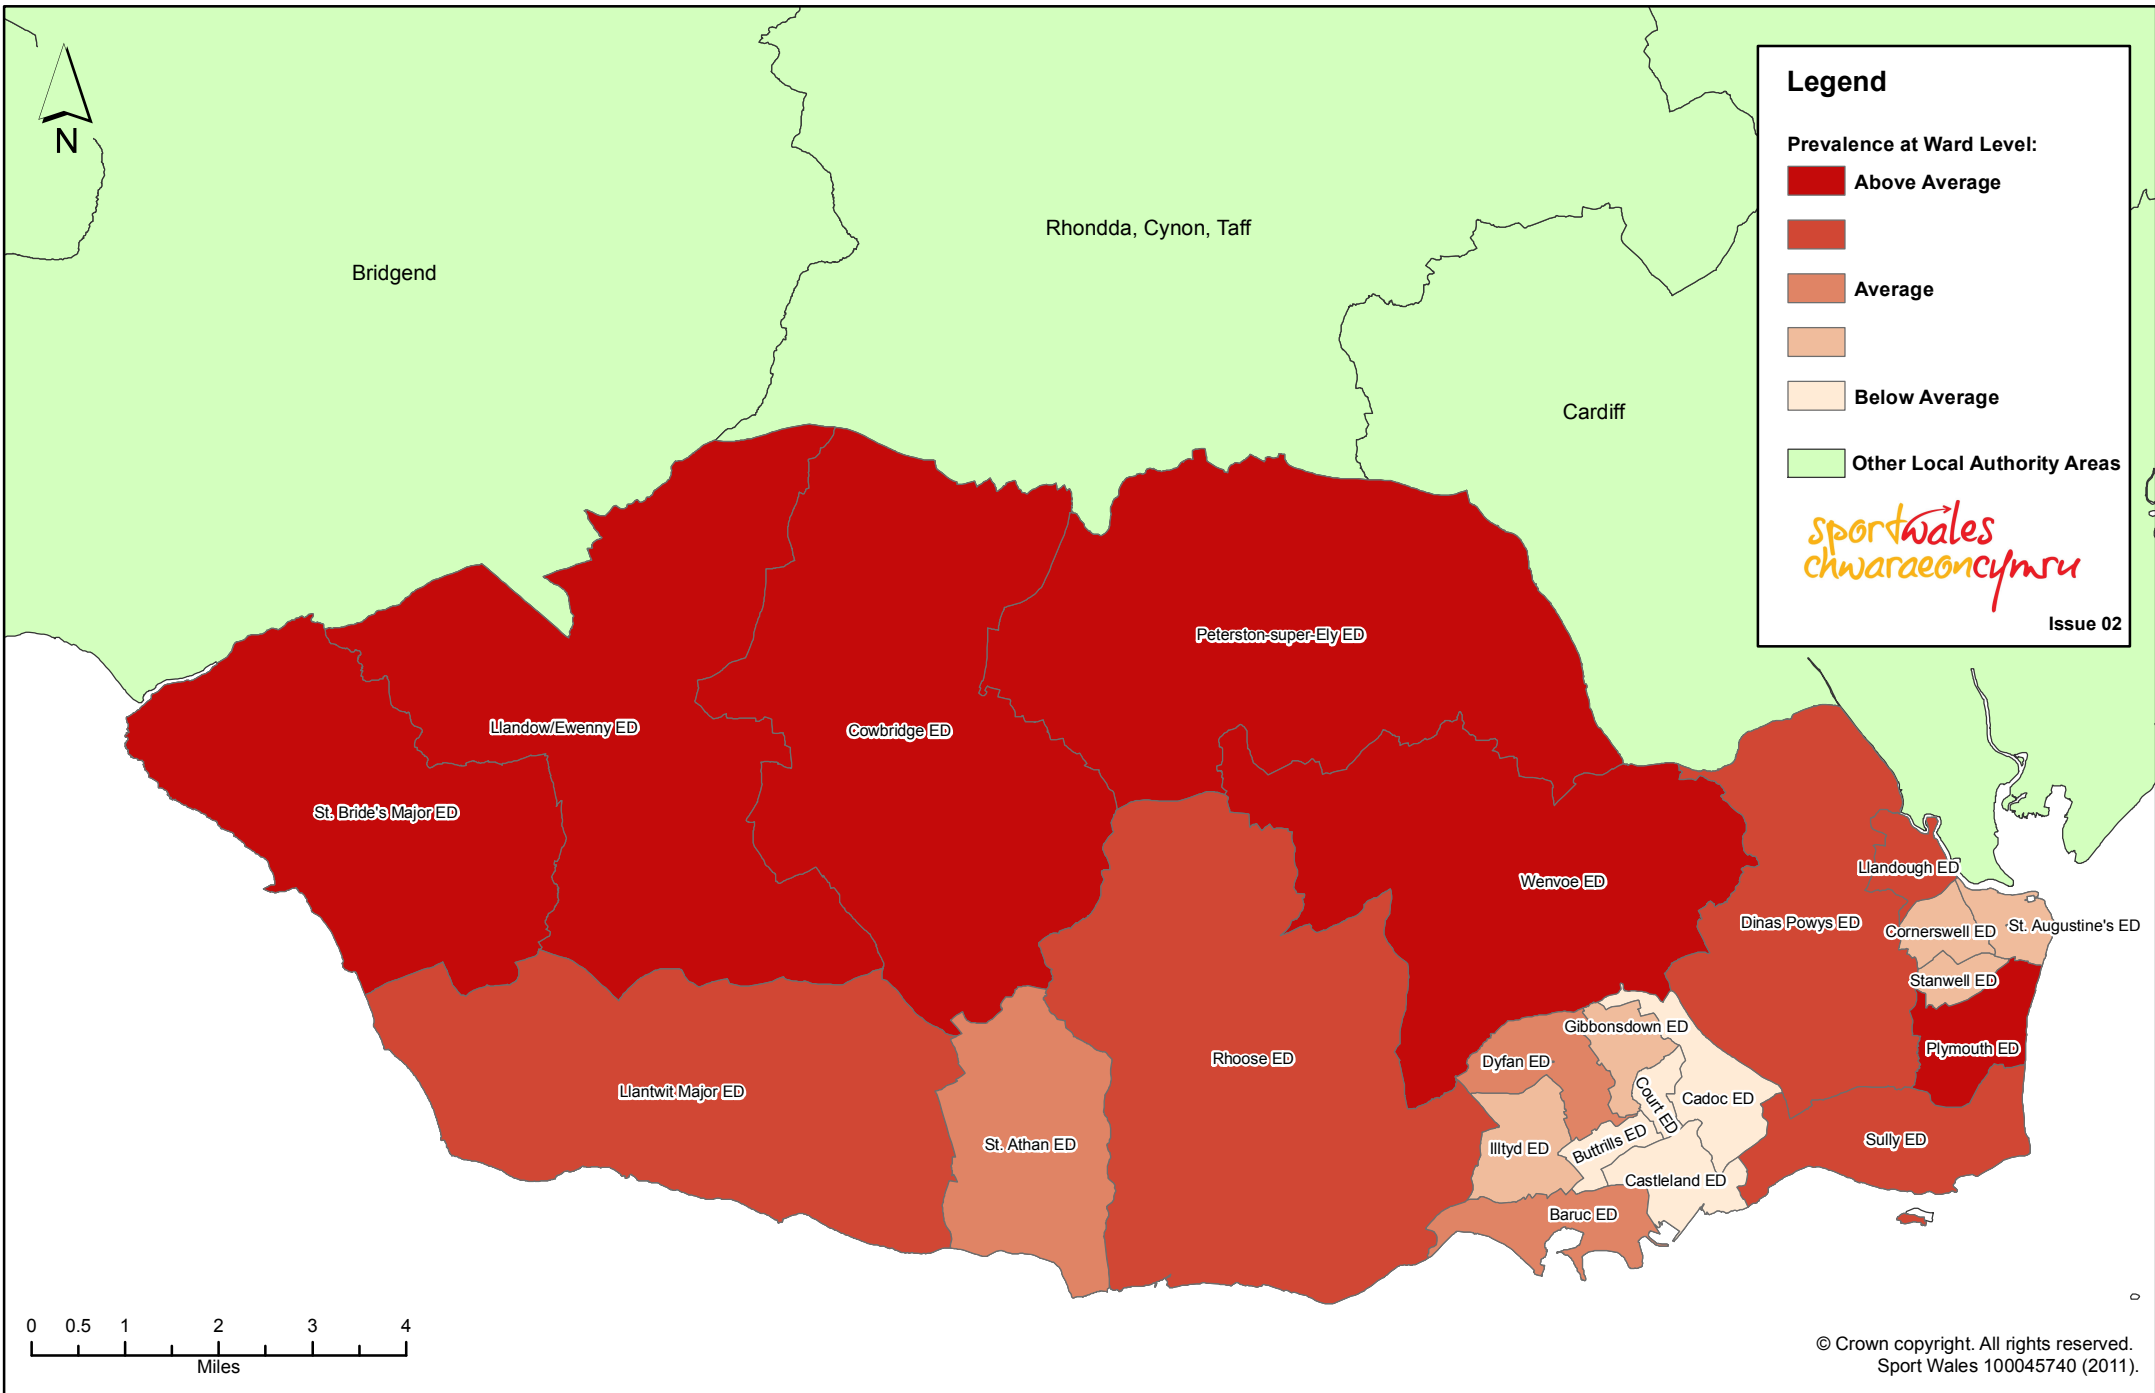 N
Bridgend
Rhondda, Cynon, Taff
Cardiff
Legend
Prevalence at Ward Level:
Above Average
Average
Below Average
Other Local Authority Areas
sportwales
chwaraeoncymru
Issue 02
Peterston-super-Ely ED
Llandow/Ewenny ED
Cowbridge ED
St. Bride's Major ED
Wenvoe ED
Llandough ED
Dinas Powys ED
Cornerswell ED
St. Augustine's ED
Stanwell ED
Gibbonsdown ED
Plymouth ED
Rhoose ED
Dyfan ED
Llantwit Major ED
Court ED
Cadoc ED
St. Athan ED
Illtyd ED
Buttrills ED
Sully ED
Castleland ED
Baruc ED
0 0.5 1 2 3 4
Miles
© Crown copyright. All rights reserved.
Sport Wales 100045740 (2011).